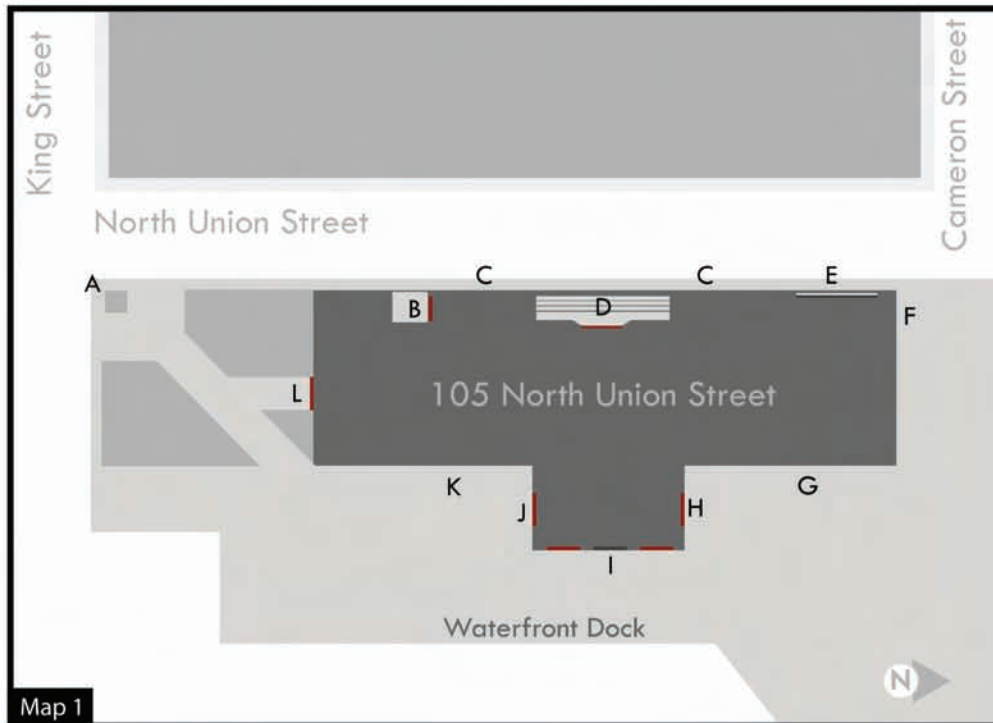 King Street
Cameron Street
North Union Street
A
C
C
E
B
D
F
L
105 North Union Street
K
G
J
H
I
Waterfront Dock
N
Map 1